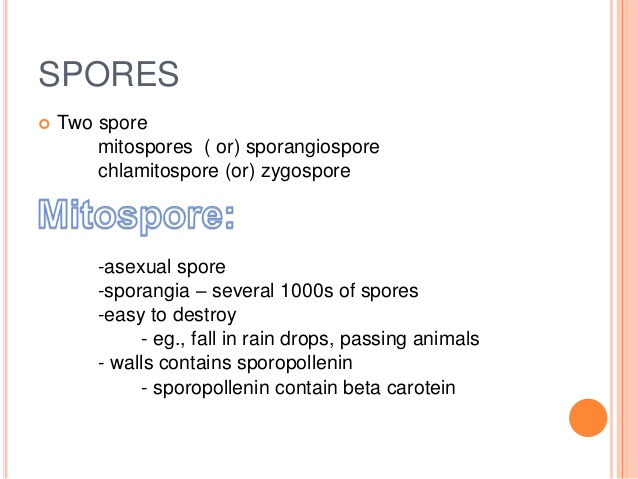 SPORES
Two spore
mitospores ( or) sporangiospore
chlamitospore (or) zygospore
Mitospore:
-asexual spore
-sporangia – several 1000s of spores
-easy to destroy
- eg., fall in rain drops, passing animals
- walls contains sporopollenin
- sporopollenin contain beta carotein